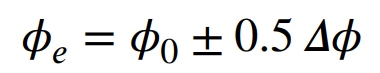 ϕₑ = ϕ₀ ± 0.5 Δϕ